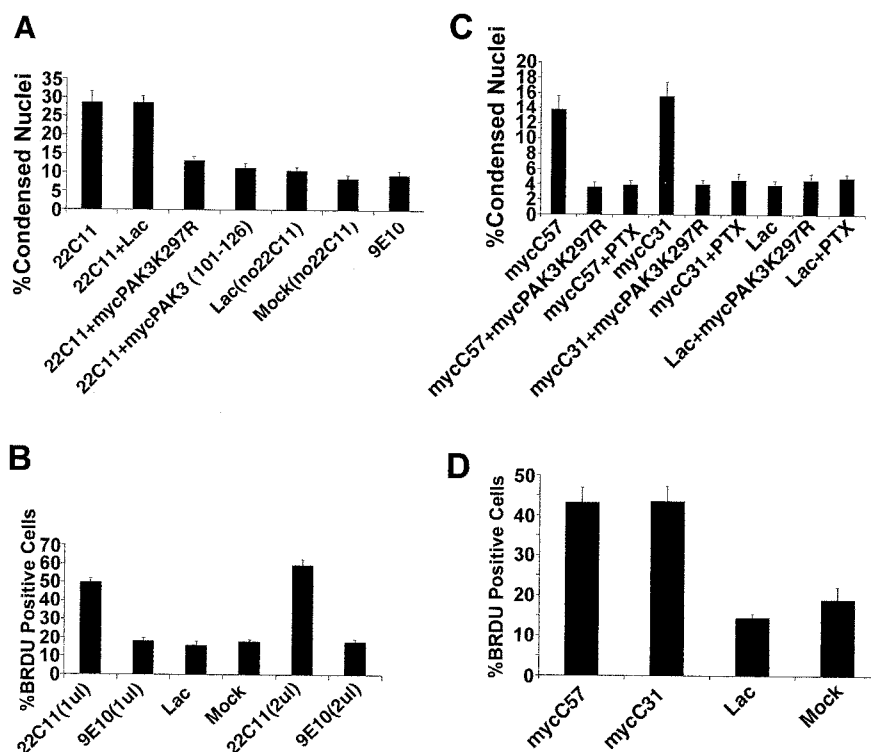 A
%Condensed Nuclei
35
30
25
20
15
10
5
0
22C11
22C11+Lac
22C11+mycPAK3K297R
22C11+mycPAK3 (101-126)
Lac(no22C11)
Mock(no22C11)
9E10
C
%Condensed Nuclei
20
18
16
14
12
10
8
6
4
2
0
mycC57
mycC57+mycPAK3K297R
mycC57+PTX
mycC31
mycC31+mycPAK3K297R
mycC31+PTX
Lac
Lac+mycPAK3K297R
Lac+PTX
B
%BRDU Positive Cells
70
60
50
40
30
20
10
0
22C11(1ul)
9E10(1ul)
Lac
Mock
22C11(2ul)
9E10(2ul)
D
%BRDU Positive Cells
50
40
30
20
10
0
mycC57
mycC31
Lac
Mock